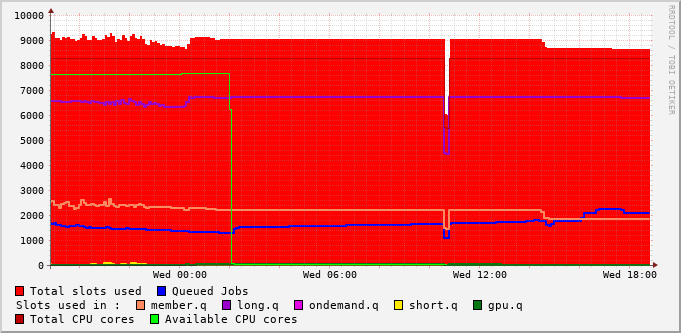 RRDTOOL / TOBI OETIKER
10000
9000
8000
7000
6000
5000
4000
3000
2000
1000
0
Wed 00:00 Wed 06:00 Wed 12:00 Wed 18:00
Total slots used Queued Jobs
Slots used in : member.q long.q ondemand.q short.q gpu.q
Total CPU cores Available CPU cores